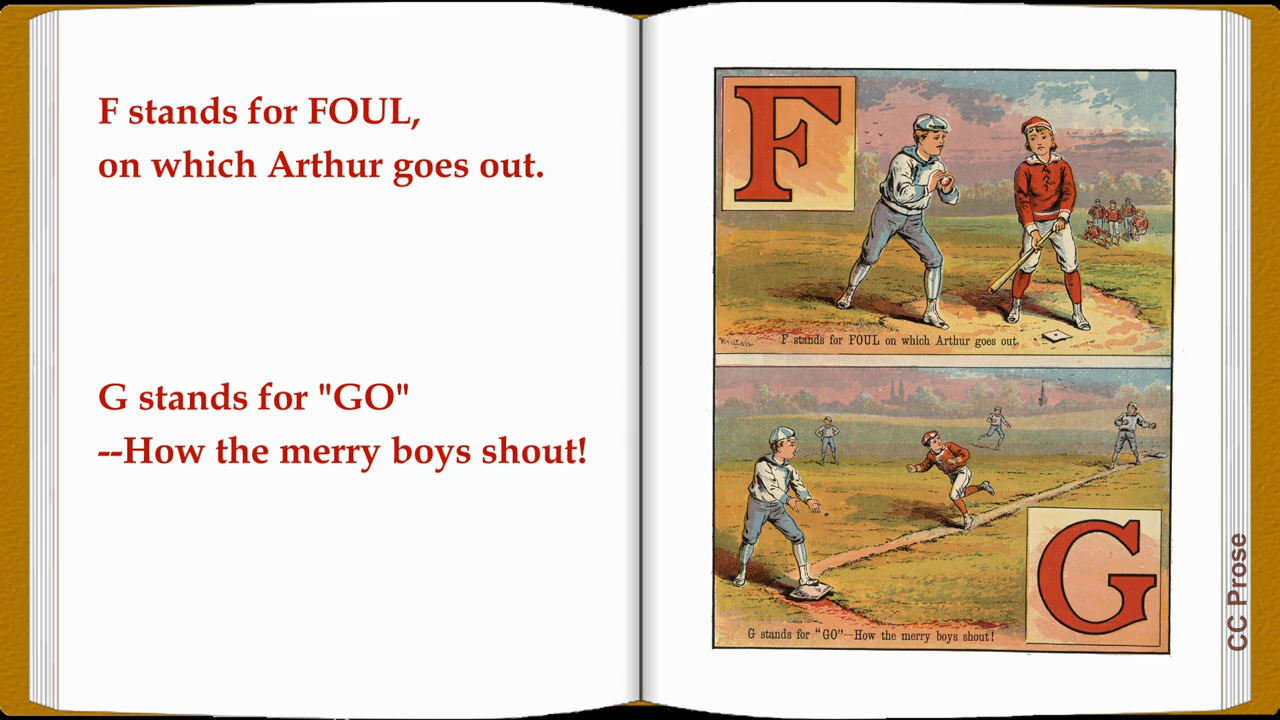 F stands for FOUL,
on which Arthur goes out.
G stands for "GO"
--How the merry boys shout!
F
F stands for FOUL on which Arthur goes out.
G
G stands for "GO"—How the merry boys shout!
CC Prose